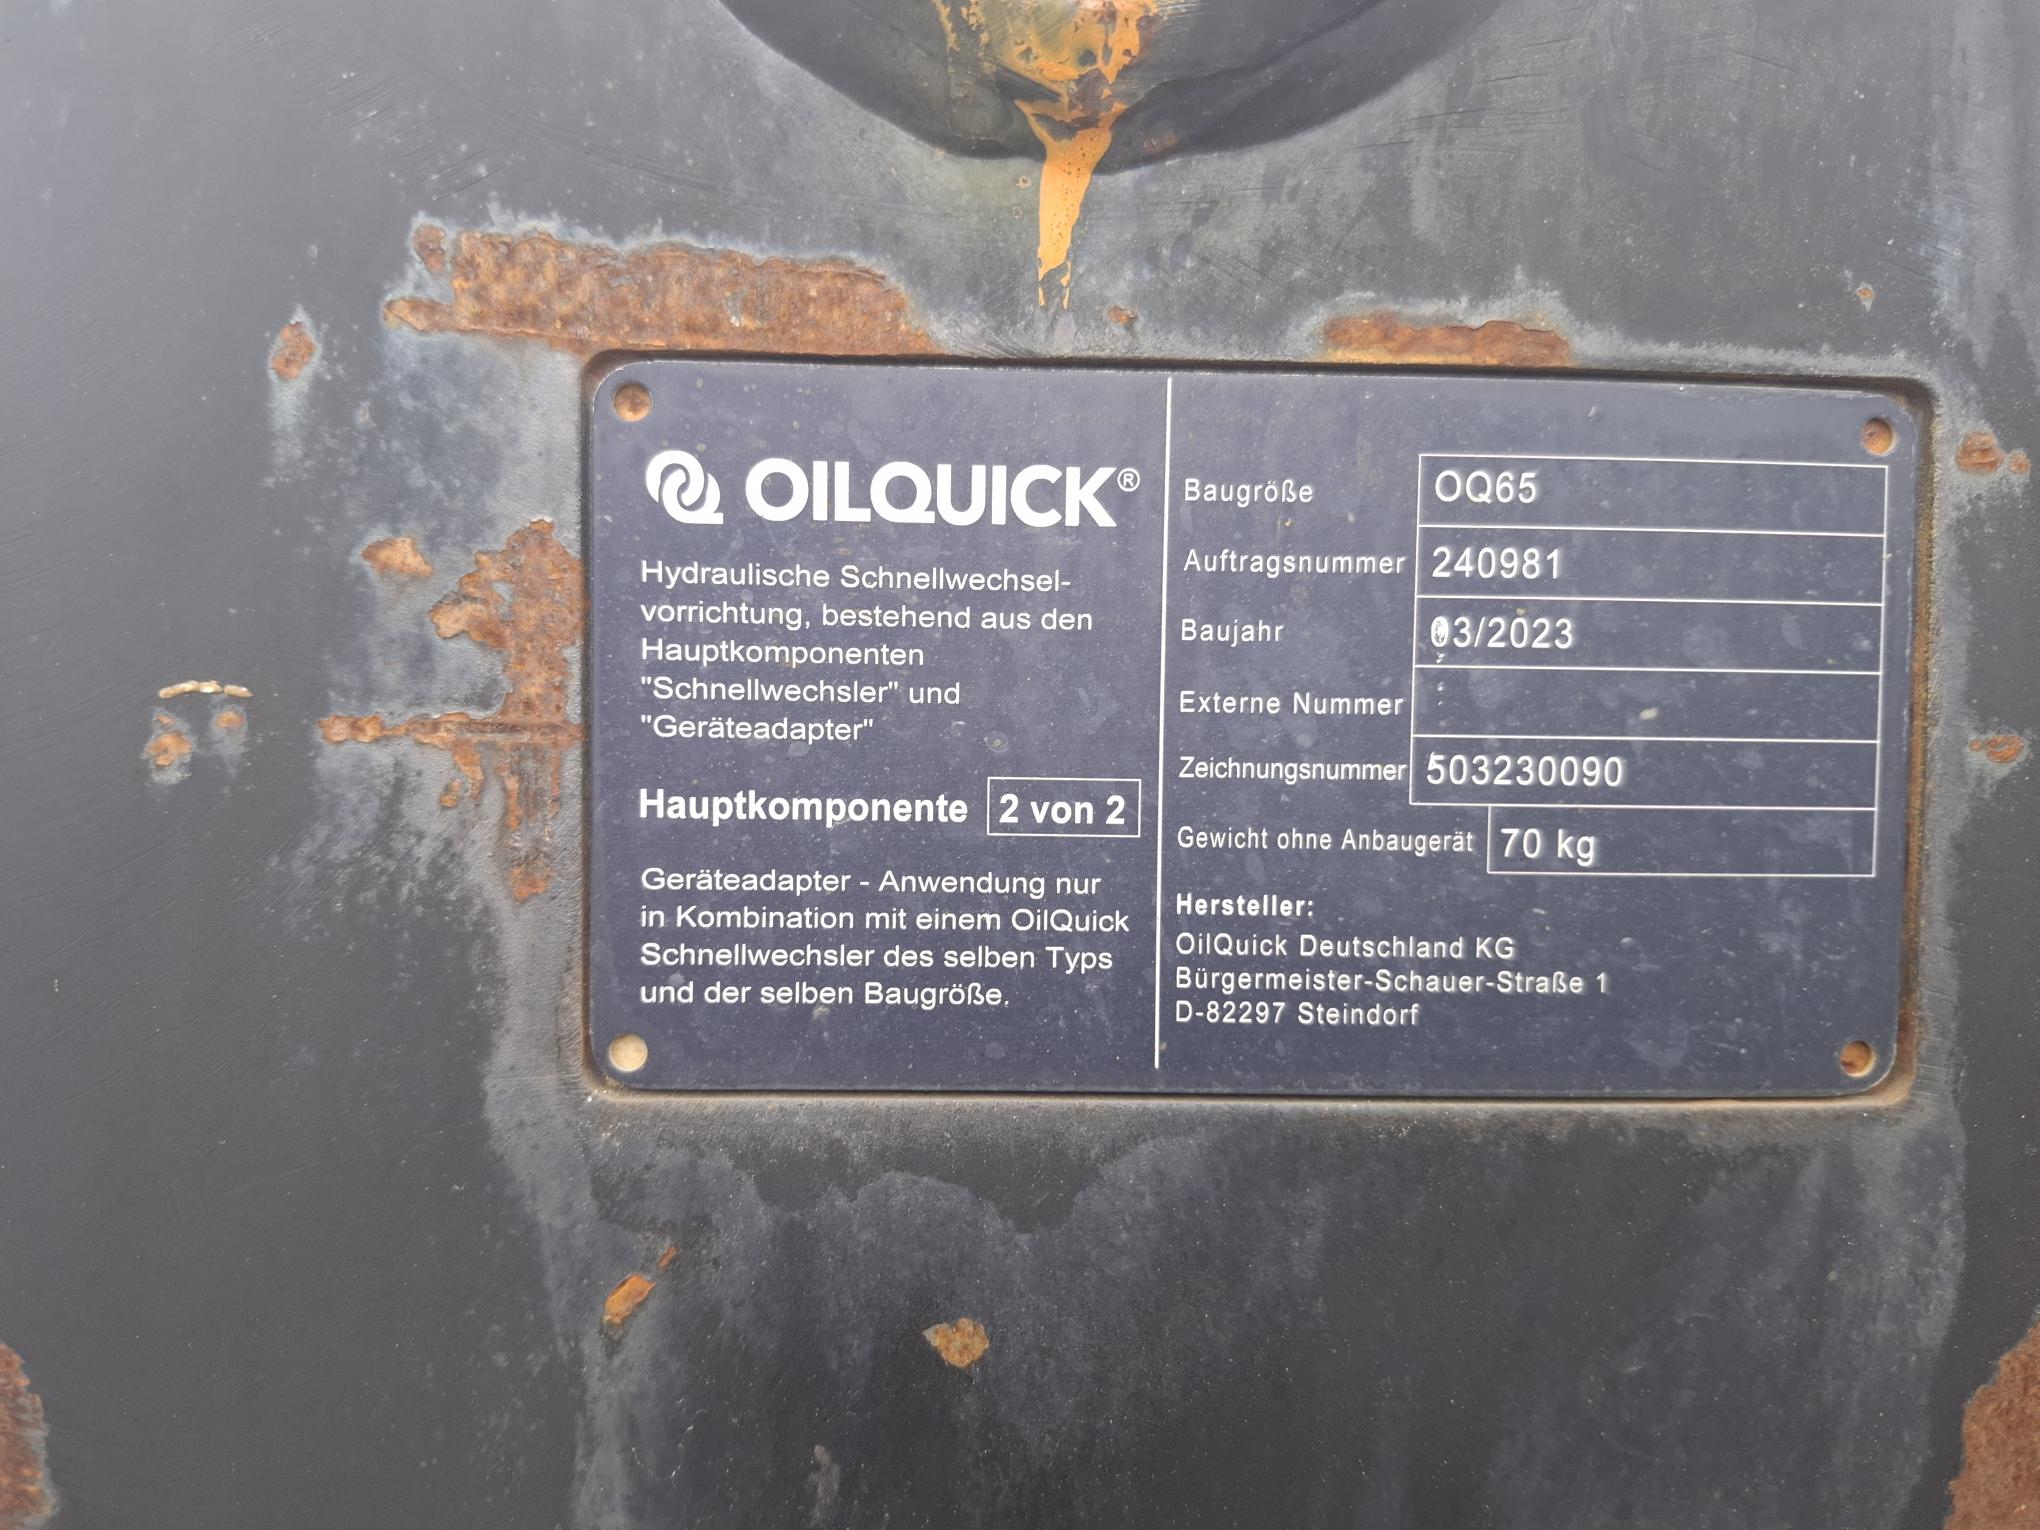 OILQUICK®
Hydraulische Schnellwechsel-
vorrichtung, bestehend aus den
Hauptkomponenten
"Schnellwechsler" und
"Geräteadapter"
Hauptkomponente 2 von 2
Geräteadapter - Anwendung nur
in Kombination mit einem OilQuick
Schnellwechsler des selben Typs
und der selben Baugröße.
Baugröße OQ65
Auftragsnummer 240981
Baujahr 03/2023
Externe Nummer
Zeichnungsnummer 503230090
Gewicht ohne Anbaugerät 70 kg
Hersteller:
OilQuick Deutschland KG
Bürgermeister-Schauer-Straße 1
D-82297 Steindorf